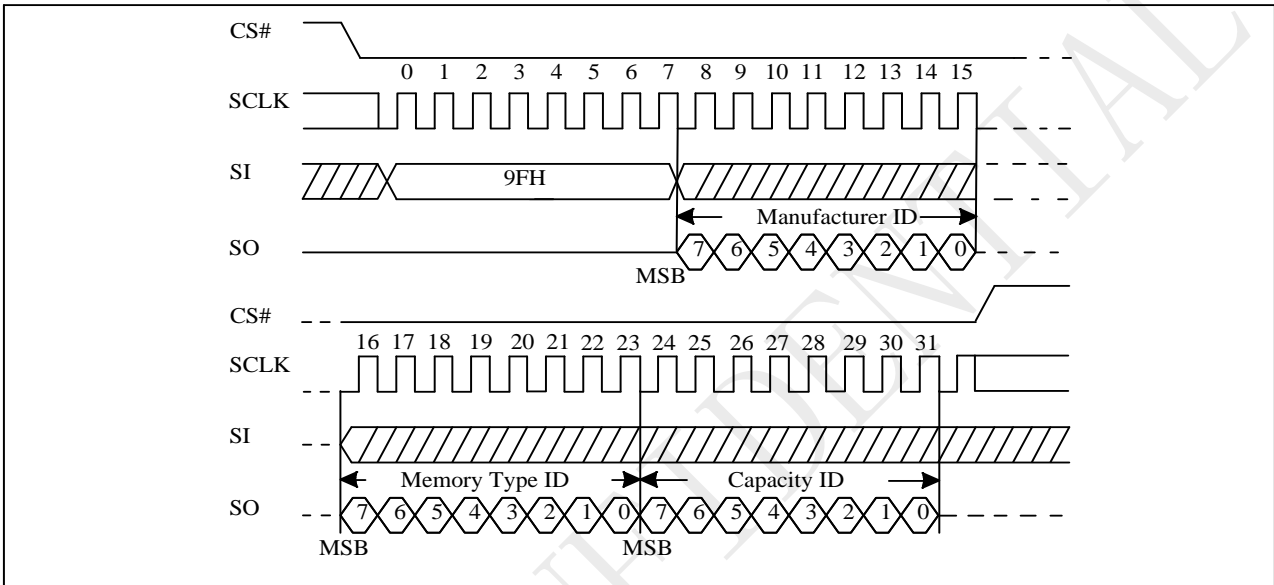 CS#
0 1 2 3 4 5 6 7 8 9 10 11 12 13 14 15
SCLK
SI
9FH
Manufacturer ID
SO
7 6 5 4 3 2 1 0
MSB
CS#
16 17 18 19 20 21 22 23 24 25 26 27 28 29 30 31
SCLK
SI
Memory Type ID Capacity ID
SO
7 6 5 4 3 2 1 0 7 6 5 4 3 2 1 0
MSB MSB